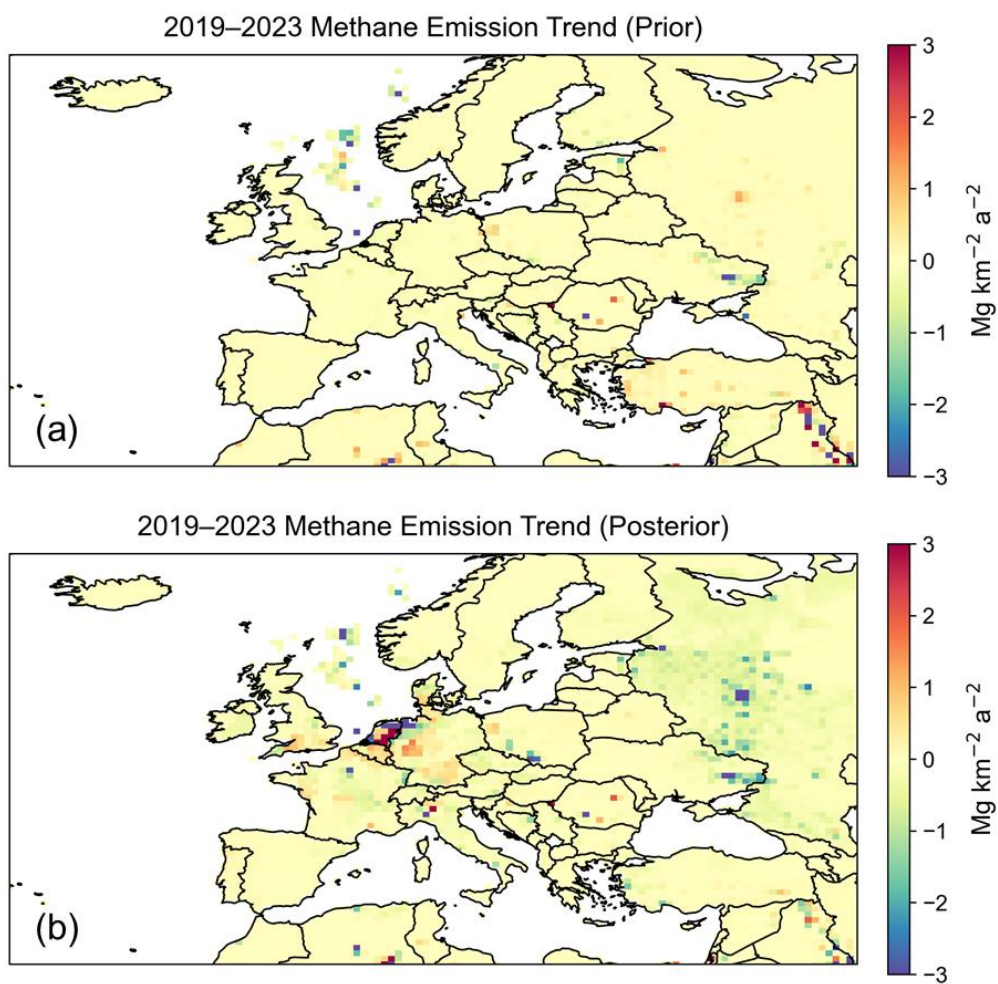 2019–2023 Methane Emission Trend (Prior)
3
2
1
0
−1
−2
−3
Mg km⁻² a⁻²
(a)
2019–2023 Methane Emission Trend (Posterior)
3
2
1
0
−1
−2
−3
Mg km⁻² a⁻²
(b)